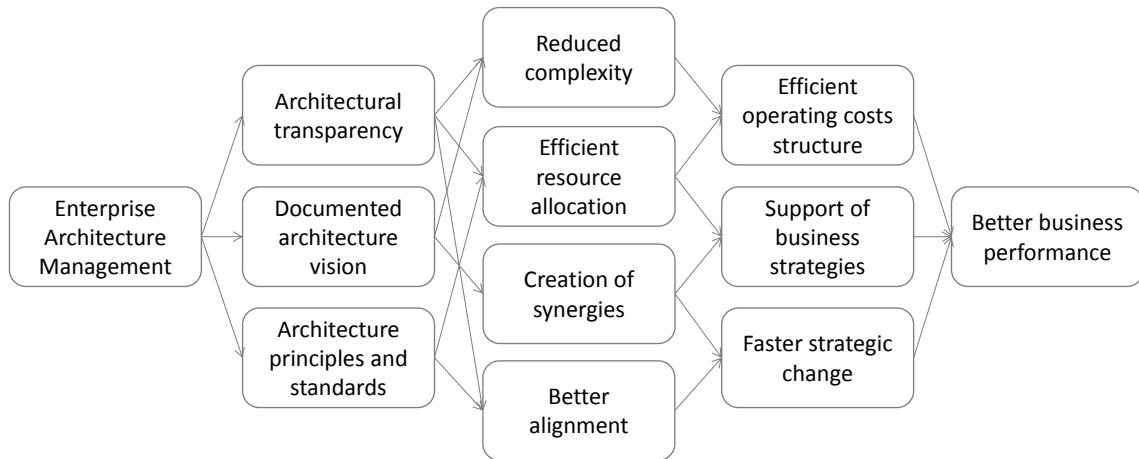 Enterprise
Architecture
Management
Architectural
transparency
Documented
architecture
vision
Architecture
principles and
standards
Reduced
complexity
Efficient
resource
allocation
Creation of
synergies
Better
alignment
Efficient
operating costs
structure
Support of
business
strategies
Faster strategic
change
Better business
performance